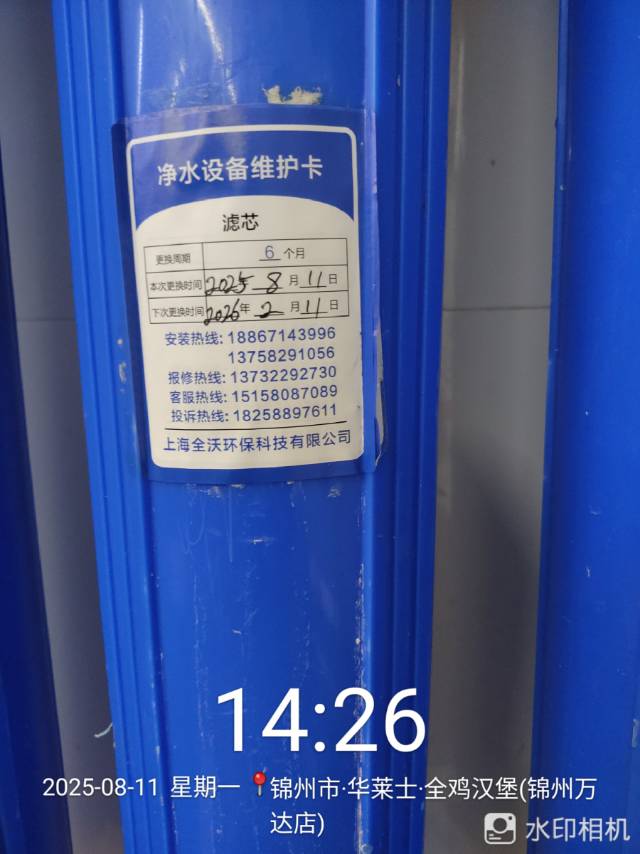 净水设备维护卡
滤芯
更换周期 6 个月
本次更换时间 2025 8 月 11 日
下次更换时间 2026年 2 月 11 日
安装热线: 18867143996
13758291056
报修热线: 13732292730
客服热线: 15158087089
投诉热线: 18258897611
上海全沃环保科技有限公司
14:26
2025-08-11 星期一 锦州市·华莱士·全鸡汉堡(锦州万
达店)
水印相机